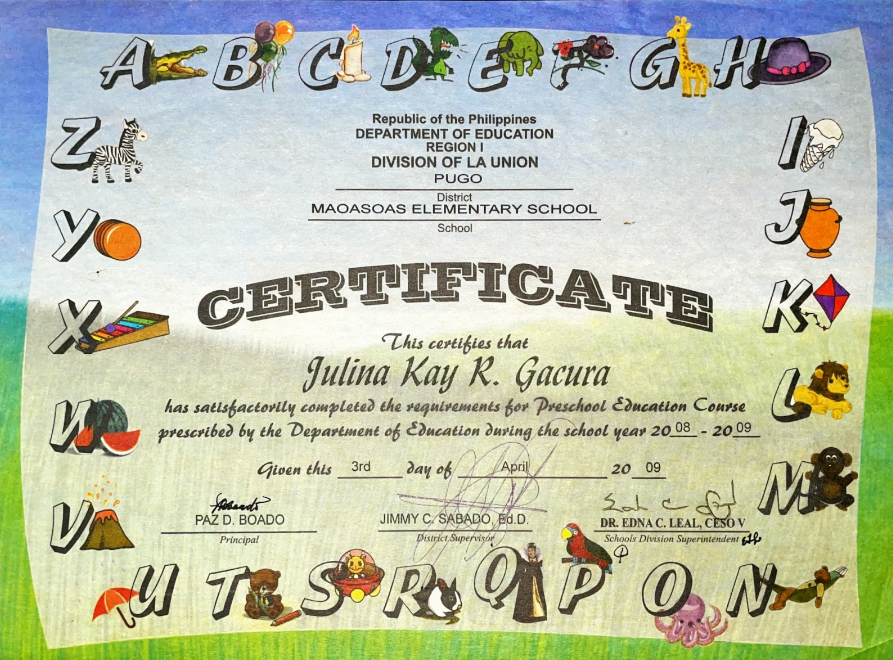 A B C D E F G H
Z
I
Y
J
X
K
W
L
V
M
U T S R Q P O N
Republic of the Philippines
DEPARTMENT OF EDUCATION
REGION I
DIVISION OF LA UNION
PUGO
District
MAOASOAS ELEMENTARY SCHOOL
School
CERTIFICATE
This certifies that
Julina Kay R. Gacura
has satisfactorily completed the requirements for Preschool Education Course
prescribed by the Department of Education during the school year 20 08 - 20 09
Given this 3rd day of April 20 09
PAZ D. BOADO
Principal
JIMMY C. SABADO, Ed.D.
District Supervisor
DR. EDNA C. LEAL, CESO V
Schools Division Superintendent